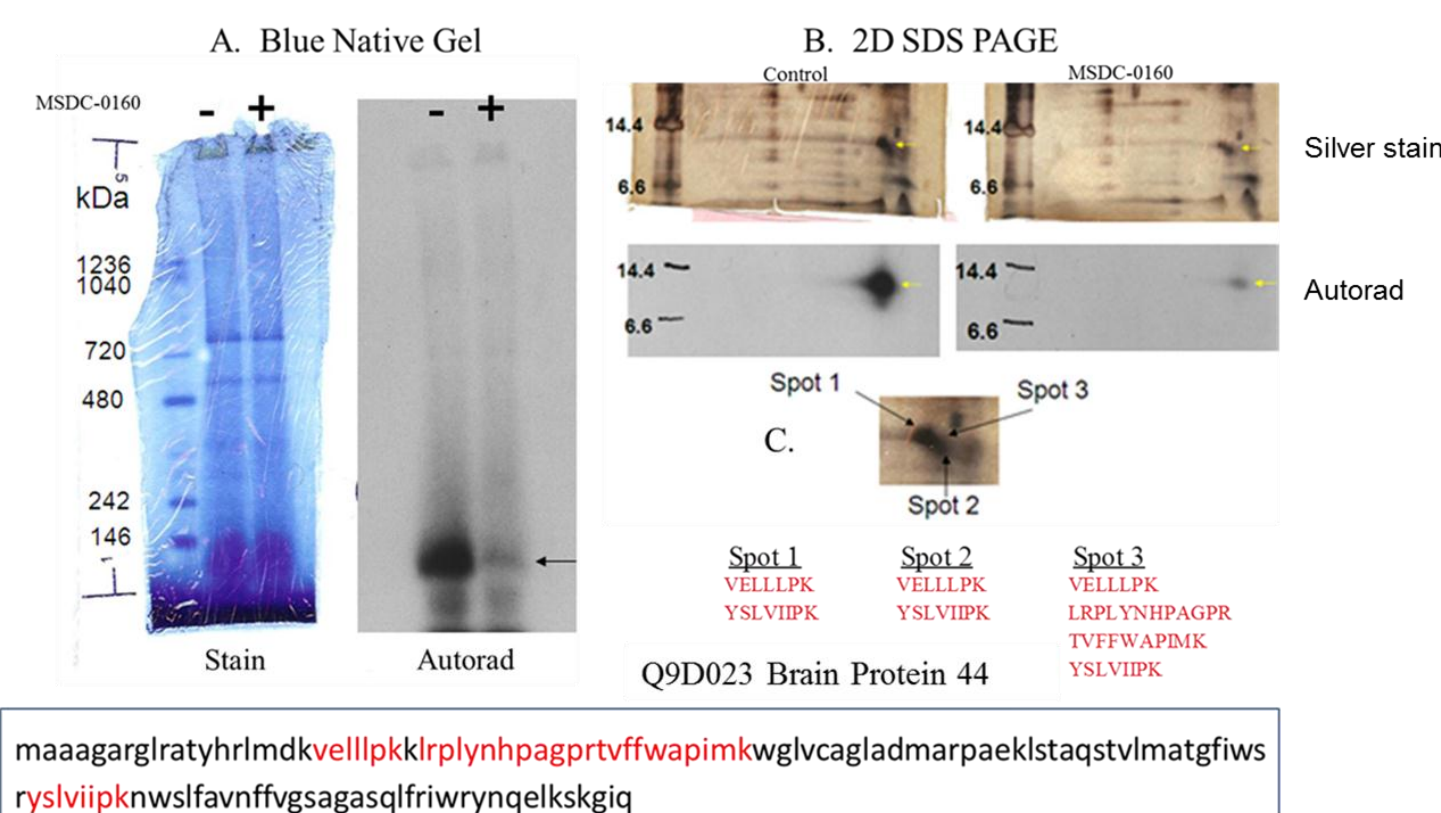 A. Blue Native Gel
MSDC-0160
- +
- +
5
kDa
1236
1040
720
480
242
146
1
Stain
Autorad
B. 2D SDS PAGE
Control
MSDC-0160
14.4
6.6
14.4
6.6
Silver stain
14.4
6.6
14.4
6.6
Autorad
Spot 1
Spot 3
C.
Spot 2
Spot 1
VELLLPK
YSLVIIPK
Spot 2
VELLLPK
YSLVIIPK
Spot 3
VELLLPK
LRPLYNHPAGPR
TVFFWAPIMK
YSLVIIPK
Q9D023 Brain Protein 44
maaagarglratyhrlmdkvelllpkklrplynhpagprtvffwapimkwglvcagladmarpaeklstaqstvlmatgfiws
ryslviipknwslfavnffvgsagasqlfriwrynqelkskgiq